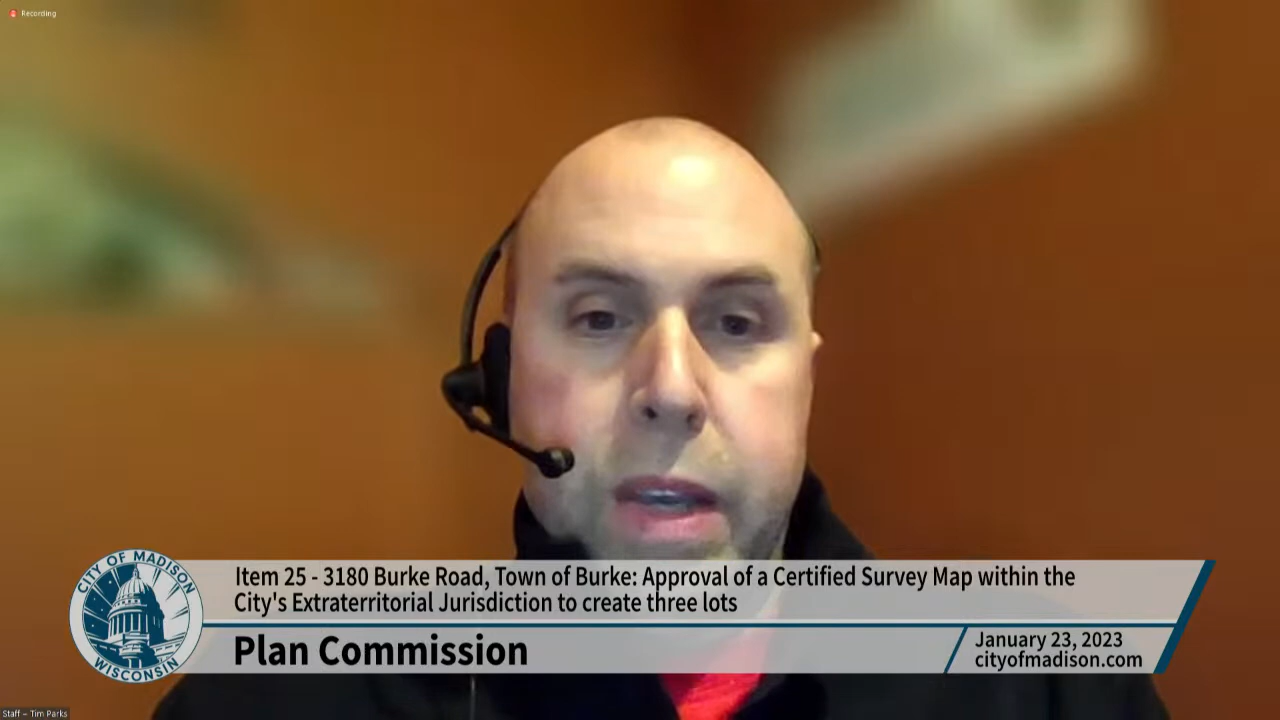 Recording
CITY OF MADISON
WISCONSIN
Item 25 - 3180 Burke Road, Town of Burke: Approval of a Certified Survey Map within the
City's Extraterritorial Jurisdiction to create three lots
Plan Commission
January 23, 2023
cityofmadison.com
Staff – Tim Parks